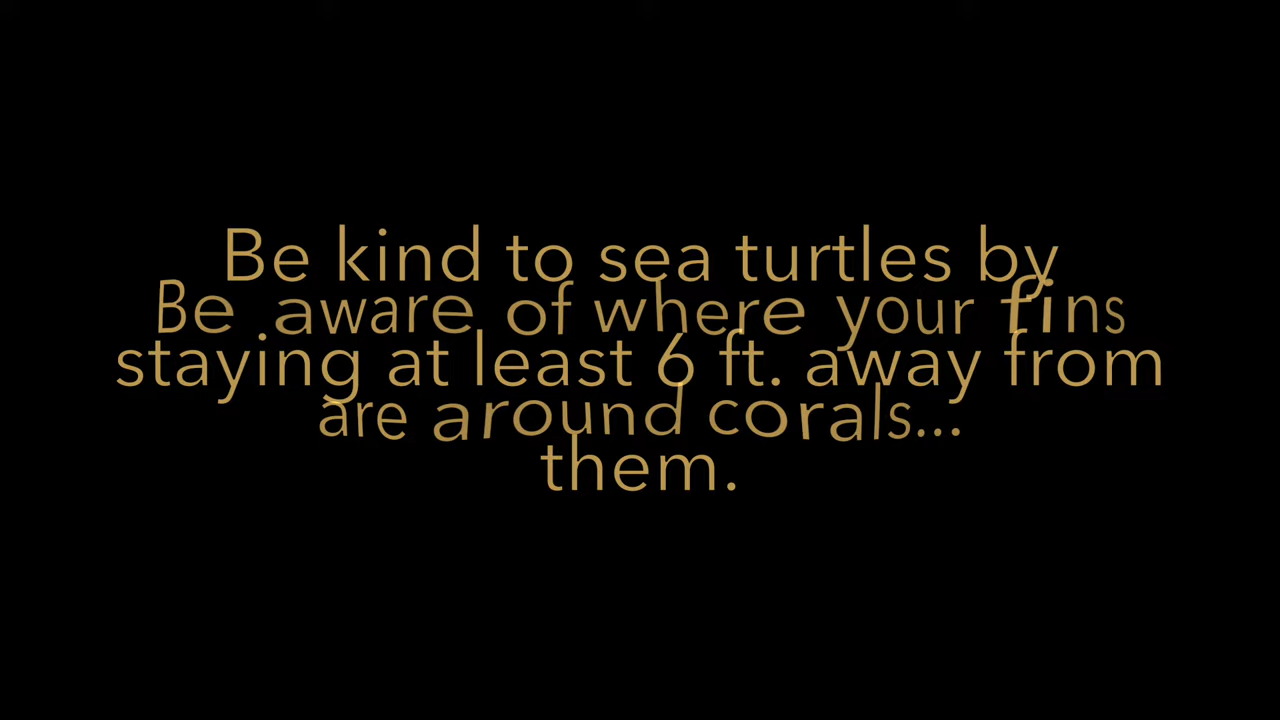 Be kind to sea turtles by
Be aware of where your fins
staying at least 6 ft. away from
are around corals...
them.